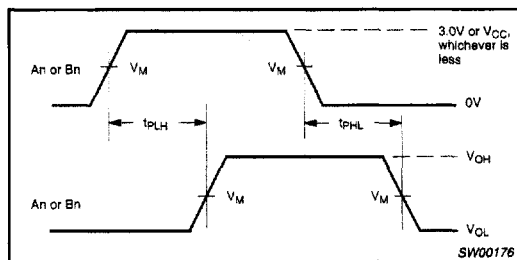 3.0V or VCC,
whichever is
less
An or Bn
VM
VM
0V
tPLH
tPHL
VOH
An or Bn
VM
VM
VOL
SW00176